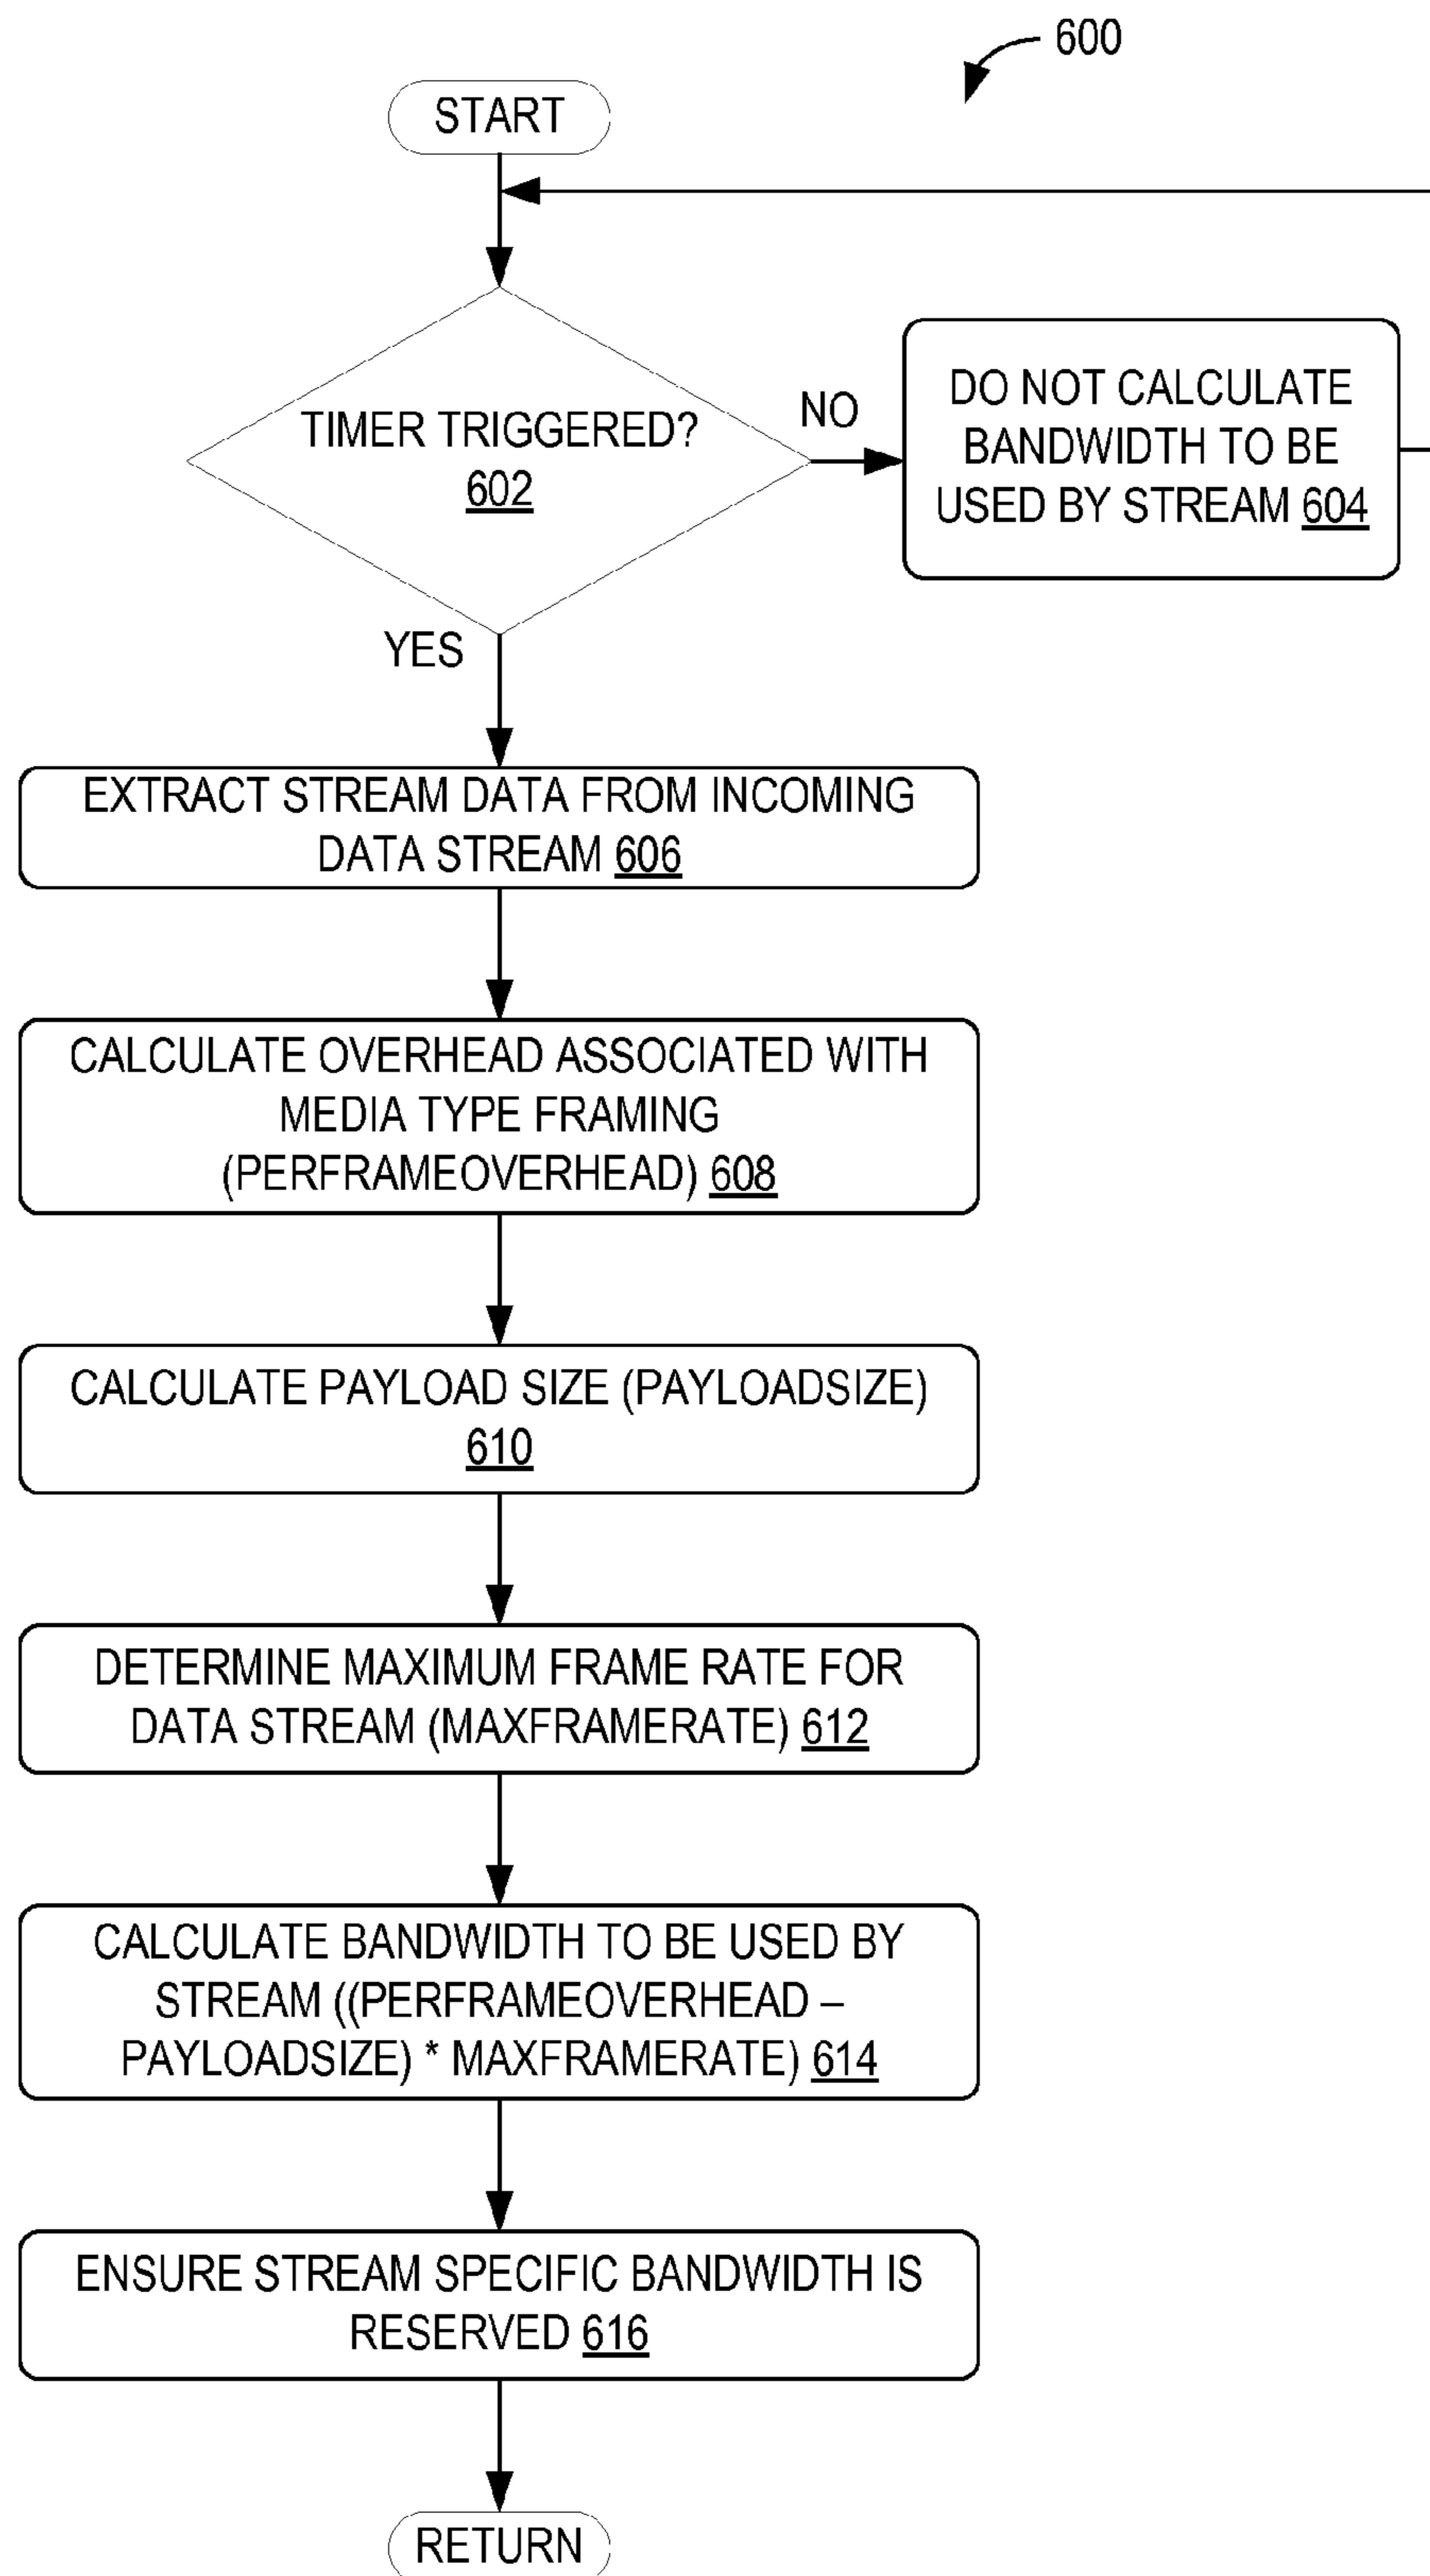 600
START
TIMER TRIGGERED?
602
NO
DO NOT CALCULATE
BANDWIDTH TO BE
USED BY STREAM 604
YES
EXTRACT STREAM DATA FROM INCOMING
DATA STREAM 606
CALCULATE OVERHEAD ASSOCIATED WITH
MEDIA TYPE FRAMING
(PERFRAMEOVERHEAD) 608
CALCULATE PAYLOAD SIZE (PAYLOADSIZE)
610
DETERMINE MAXIMUM FRAME RATE FOR
DATA STREAM (MAXFRAMERATE) 612
CALCULATE BANDWIDTH TO BE USED BY
STREAM ((PERFRAMEOVERHEAD –
PAYLOADSIZE) * MAXFRAMERATE) 614
ENSURE STREAM SPECIFIC BANDWIDTH IS
RESERVED 616
RETURN